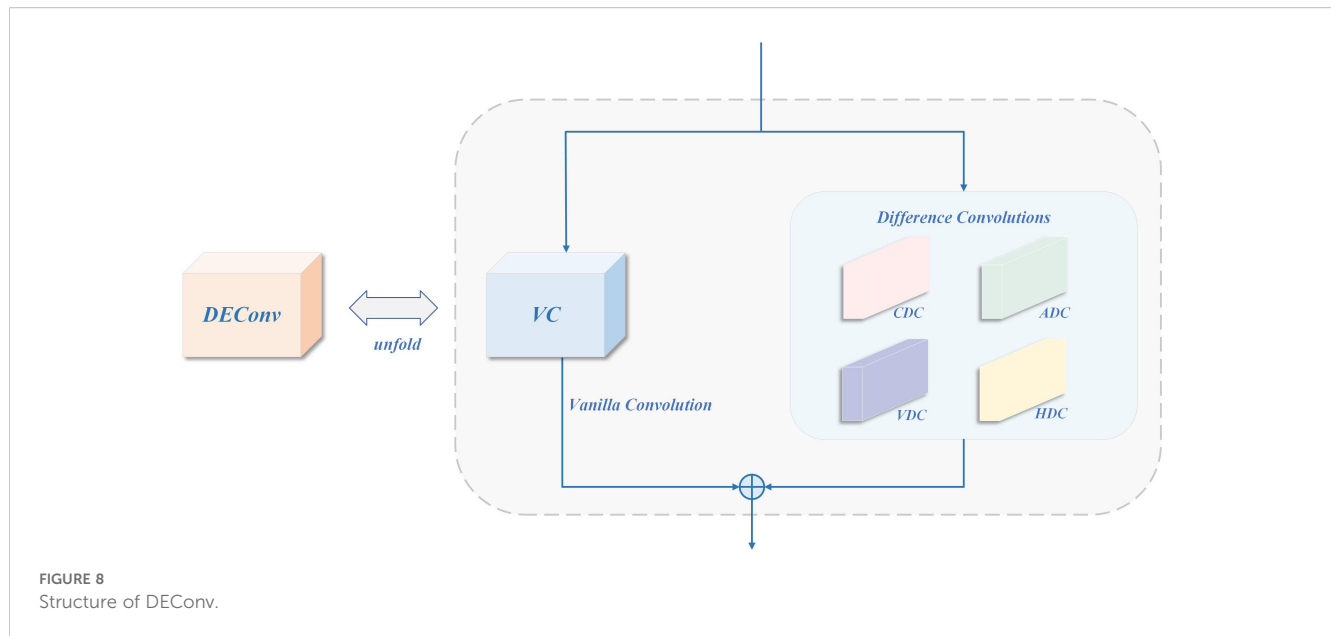 Difference Convolutions
CDC
ADC
DEConv
unfold
VC
VDC
HDC
Vanilla Convolution
FIGURE 8
Structure of DEConv.